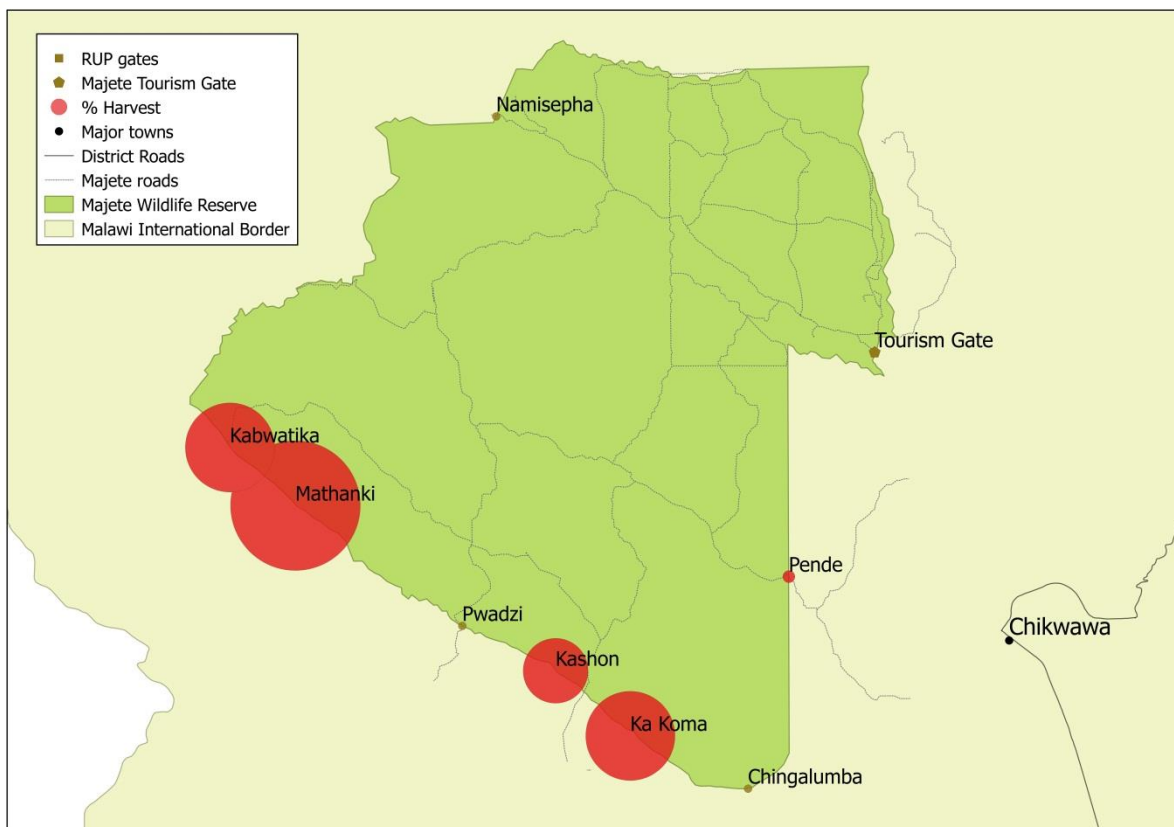 RUP gates
Majete Tourism Gate
% Harvest
Major towns
District Roads
Majete roads
Majete Wildlife Reserve
Malawi International Border
Namisepha
Tourism Gate
Kabwatika
Mathanki
Pende
Pwadzi
Chikwawa
Kashon
Ka Koma
Chingalumba